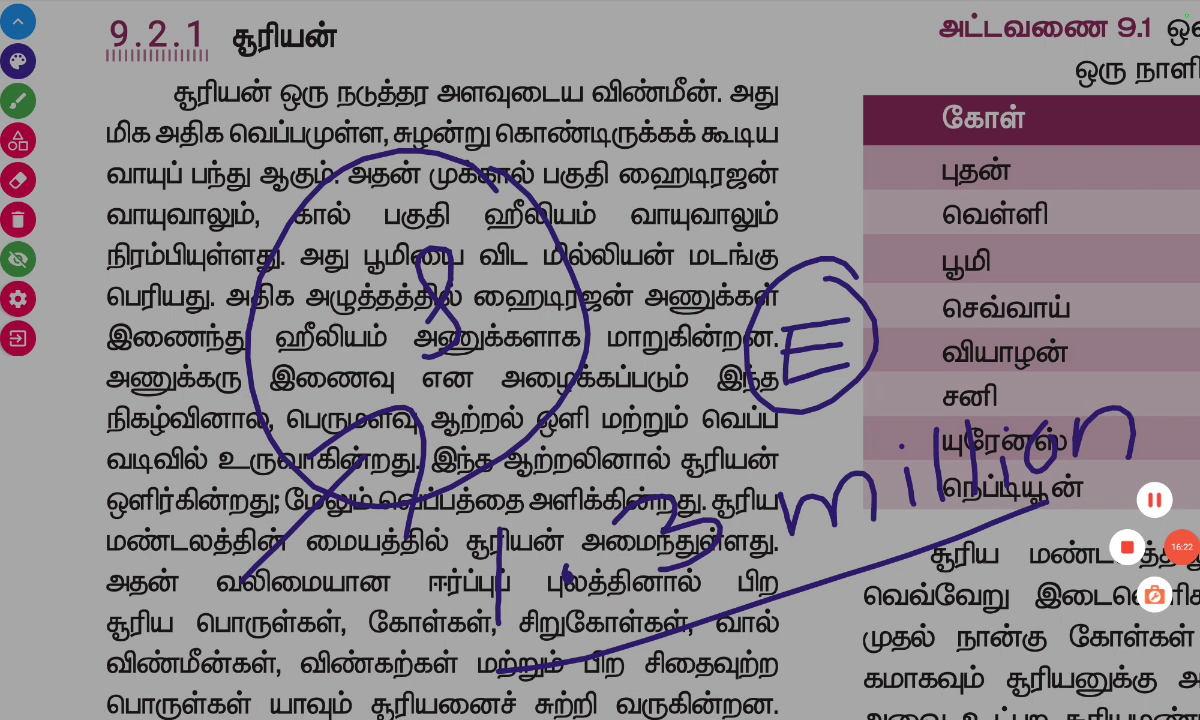 9.2.1 சூரியன்
சூரியன் ஒரு நடுத்தர அளவுடைய விண்மீன். அது
மிக அதிக வெப்பமுள்ள, சுழன்று கொண்டிருக்கக் கூடிய
வாயுப் பந்து ஆகும். அதன் முக்கால் பகுதி ஹைடிரஜன்
வாயுவாலும், கால் பகுதி ஹீலியம் வாயுவாலும்
நிரம்பியுள்ளது. அது பூமியை விட மில்லியன் மடங்கு
பெரியது. அதிக அழுத்தத்தில் ஹைடிரஜன் அணுக்கள்
இணைந்து ஹீலியம் அணுக்களாக மாறுகின்றன.
அணுக்கரு இணைவு என அழைக்கப்படும் இந்த
நிகழ்வினால், பெருமளவு ஆற்றல் ஒளி மற்றும் வெப்ப
வடிவில் உருவாகின்றது. இந்த ஆற்றலினால் சூரியன்
ஒளிர்கின்றது; மேலும் வெப்பத்தை அளிக்கின்றது. சூரிய
மண்டலத்தின் மையத்தில் சூரியன் அமைந்துள்ளது.
அதன் வலிமையான ஈர்ப்புப் புலத்தினால் பிற
சூரிய பொருள்கள், கோள்கள், சிறுகோள்கள், வால்
விண்மீன்கள், விண்கற்கள் மற்றும் பிற சிதைவுற்ற
பொருள்கள் யாவும் சூரியனைச் சுற்றி வருகின்றன.
E
1.3 million
அட்டவணை 9.1
ஒரு
கோள்
புதன்
வெள்ளி
பூமி
செவ்வாய்
வியாழன்
சனி
யுரேனஸ்
நெப்டியூன்
சூரிய
வெவ்வேறு
முதல் நான்கு கோள்கள்
கமாகவும் சூரியனுக்கு
16:22